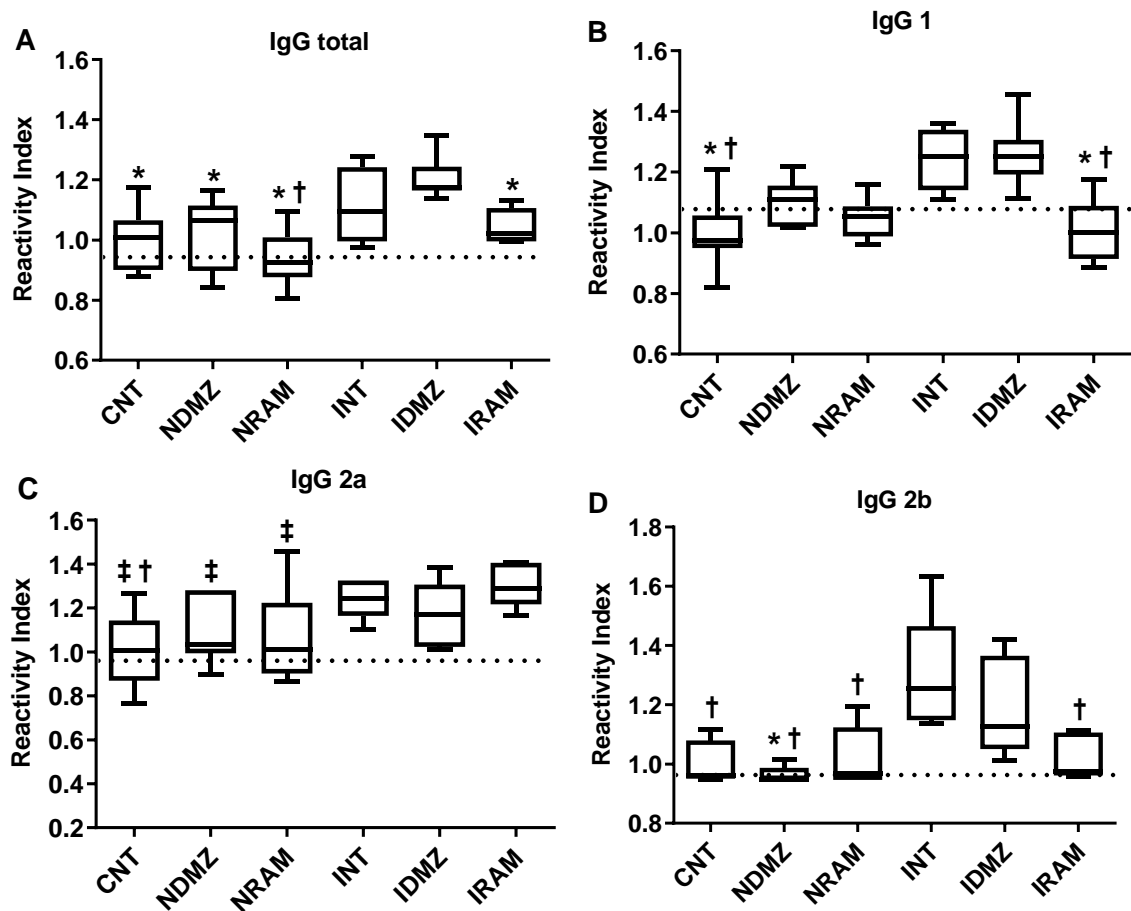 A
IgG total
Reactivity Index
1.6
1.4
1.2
1.0
0.8
0.6
*
*
* †
*
CNT
NDMZ
NRAM
INT
IDMZ
IRAM
B
IgG 1
Reactivity Index
1.6
1.4
1.2
1.0
0.8
0.6
* †
* †
CNT
NDMZ
NRAM
INT
IDMZ
IRAM
C
IgG 2a
Reactivity Index
1.6
1.4
1.2
1.0
0.8
0.6
0.4
0.2
‡ †
‡
‡
CNT
NDMZ
NRAM
INT
IDMZ
IRAM
D
IgG 2b
Reactivity Index
1.8
1.6
1.4
1.2
1.0
0.8
†
* †
†
†
CNT
NDMZ
NRAM
INT
IDMZ
IRAM